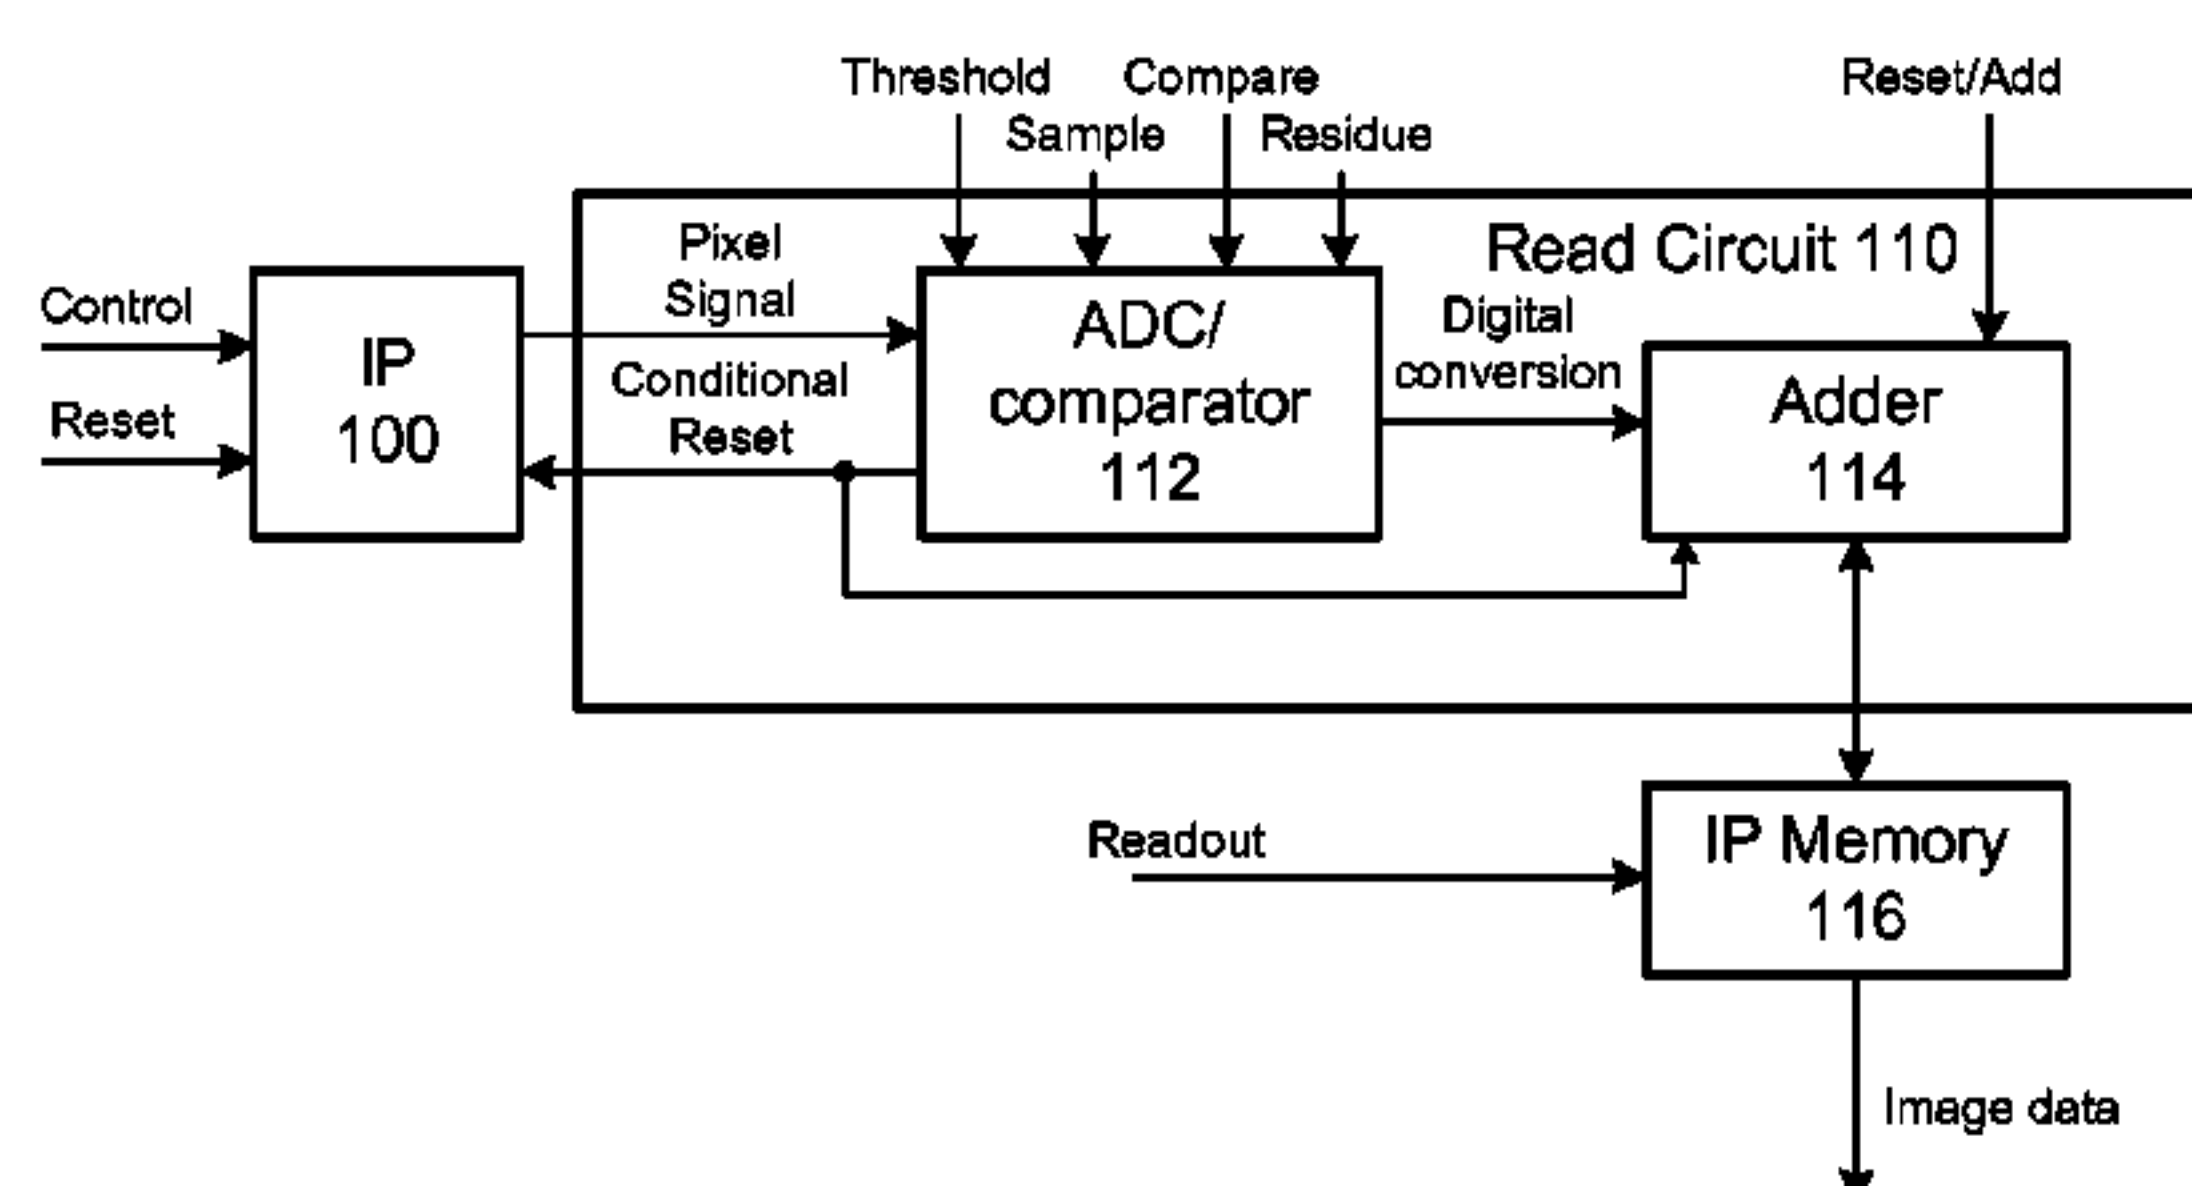 Threshold
Compare
Reset/Add
Sample
Residue
Read Circuit 110
Pixel
Signal
Control
IP
100
ADC/
comparator
112
Digital
conversion
Conditional
Reset
Reset
Adder
114
Readout
IP Memory
116
Image data